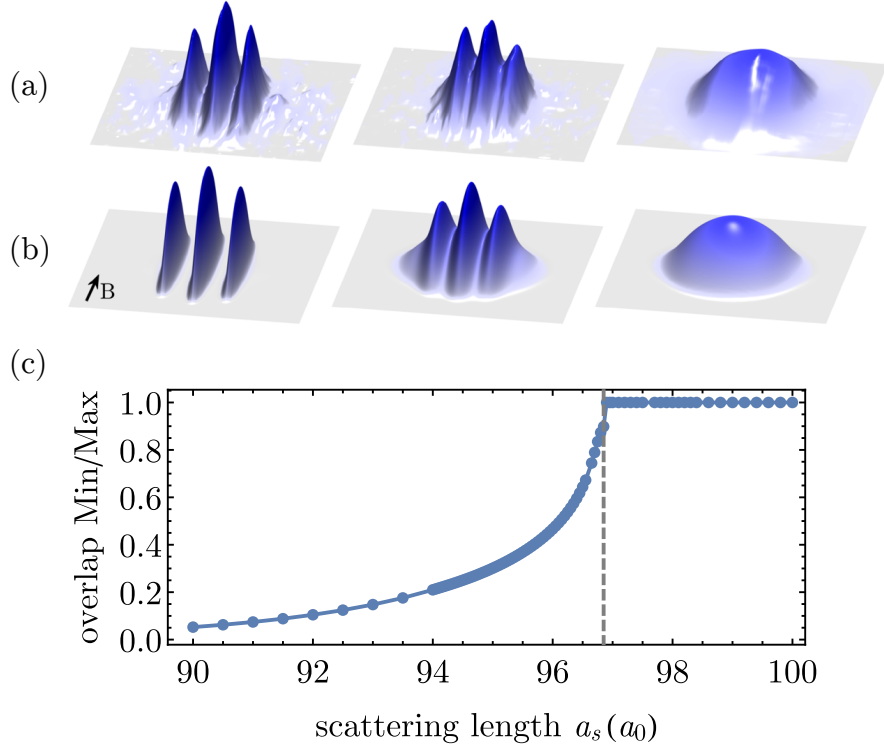 (a)
(b)
B
(c)
overlap Min/Max
1.0
0.8
0.6
0.4
0.2
0.0
90 92 94 96 98 100
scattering length a_s(a_0)